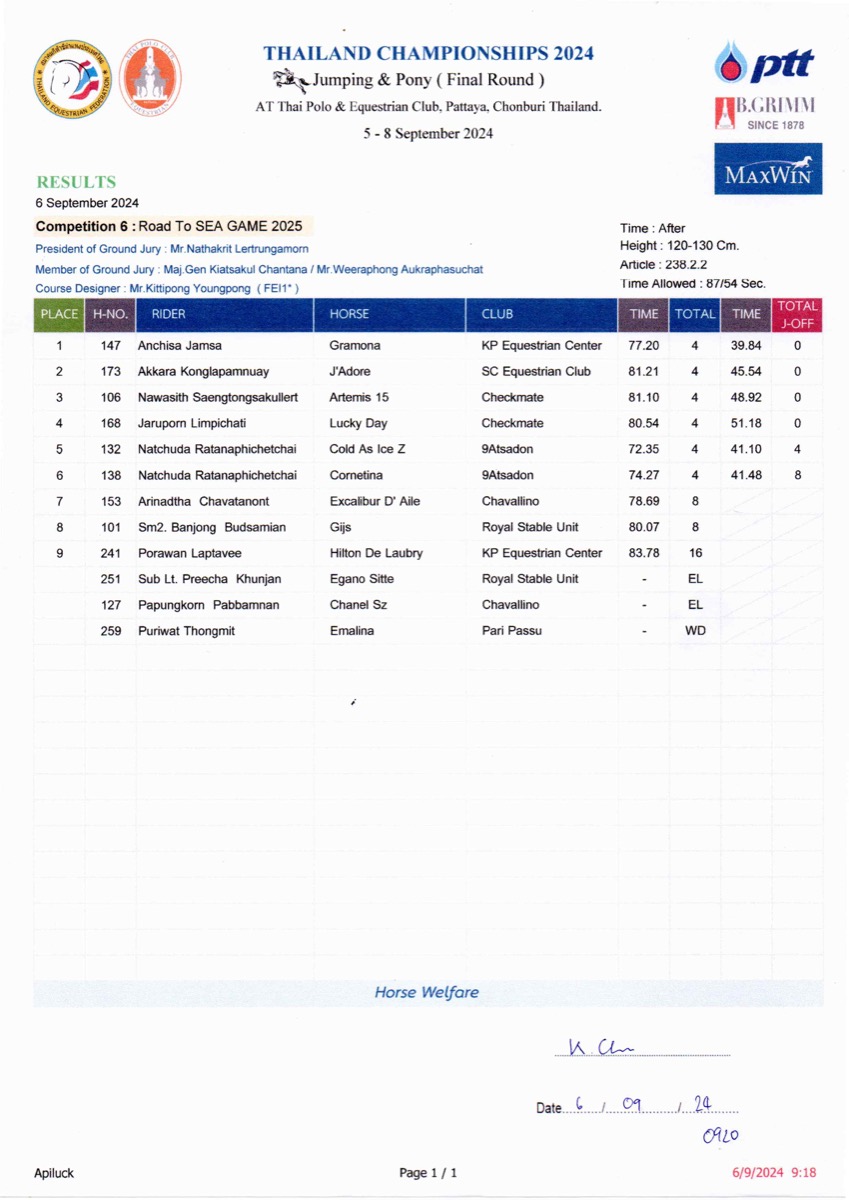 THAILAND CHAMPIONSHIPS 2024
Jumping & Pony ( Final Round )
AT Thai Polo & Equestrian Club, Pattaya, Chonburi Thailand.
5 - 8 September 2024
THAILAND EQUESTRIAN FEDERATION
THAI POLO CLUB
EQUESTRIAN
ptt
B.GRIMM
SINCE 1878
MAXWIN
RESULTS
6 September 2024
Competition 6 : Road To SEA GAME 2025
President of Ground Jury : Mr.Nathakrit Lertrungamorn
Member of Ground Jury : Maj.Gen Kiatsakul Chantana / Mr.Weeraphong Aukraphasuchat
Course Designer : Mr.Kittipong Youngpong ( FEI1* )
Time : After
Height : 120-130 Cm.
Article : 238.2.2
Time Allowed : 87/54 Sec.
PLACE H-NO. RIDER HORSE CLUB TIME TOTAL TIME TOTAL J-OFF
1 147 Anchisa Jamsa Gramona KP Equestrian Center 77.20 4 39.84 0
2 173 Akkara Konglapamnuay J'Adore SC Equestrian Club 81.21 4 45.54 0
3 106 Nawasith Saengtongsakullert Artemis 15 Checkmate 81.10 4 48.92 0
4 168 Jaruporn Limpichati Lucky Day Checkmate 80.54 4 51.18 0
5 132 Natchuda Ratanaphichetchai Cold As Ice Z 9Atsadon 72.35 4 41.10 4
6 138 Natchuda Ratanaphichetchai Cornetina 9Atsadon 74.27 4 41.48 8
7 153 Arinadtha Chavatanont Excalibur D' Aile Chavallino 78.69 8
8 101 Sm2. Banjong Budsamian Gijs Royal Stable Unit 80.07 8
9 241 Porawan Laptavee Hilton De Laubry KP Equestrian Center 83.78 16
251 Sub Lt. Preecha Khunjan Egano Sitte Royal Stable Unit - EL
127 Papungkorn Pabbamnan Chanel Sz Chavallino - EL
259 Puriwat Thongmit Emalina Pari Passu - WD
Horse Welfare
Date 6 / 09 / 24
0920
Apiluck
Page 1 / 1
6/9/2024 9:18